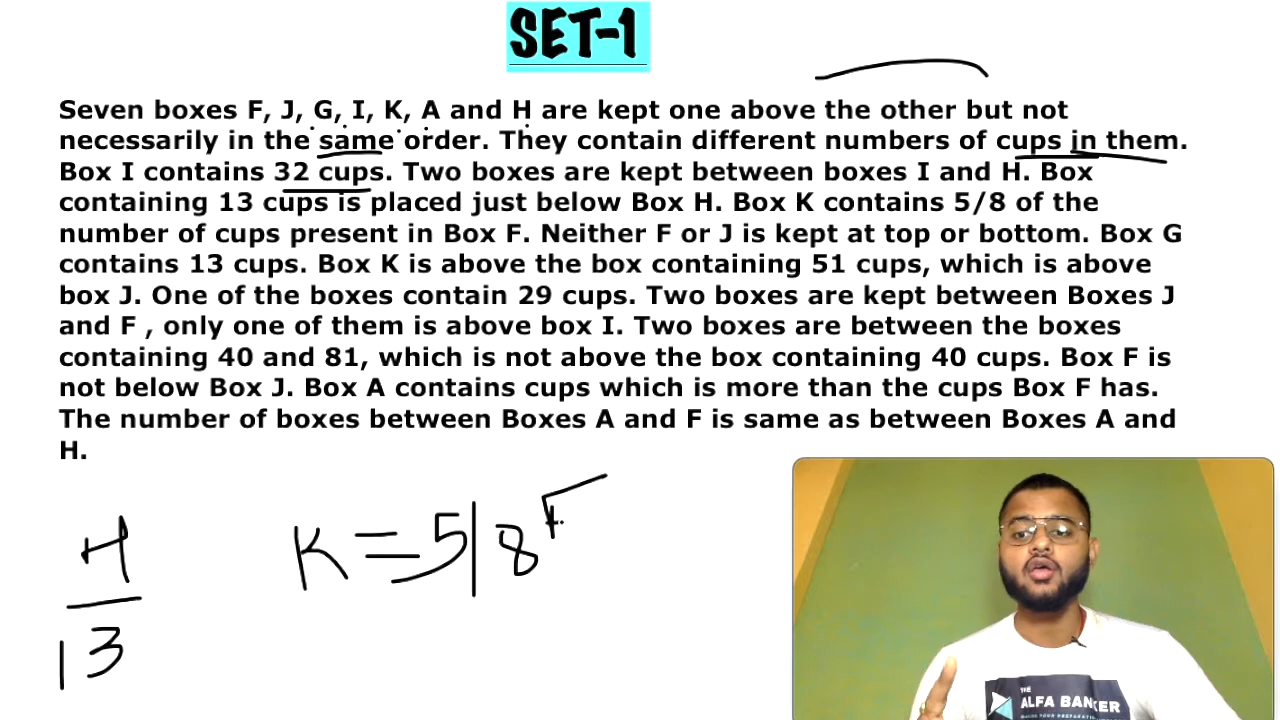 SET-1
Seven boxes F, J, G, I, K, A and H are kept one above the other but not
necessarily in the same order. They contain different numbers of cups in them.
Box I contains 32 cups. Two boxes are kept between boxes I and H. Box
containing 13 cups is placed just below Box H. Box K contains 5/8 of the
number of cups present in Box F. Neither F or J is kept at top or bottom. Box G
contains 13 cups. Box K is above the box containing 51 cups, which is above
box J. One of the boxes contain 29 cups. Two boxes are kept between Boxes J
and F , only one of them is above box I. Two boxes are between the boxes
containing 40 and 81, which is not above the box containing 40 cups. Box F is
not below Box J. Box A contains cups which is more than the cups Box F has.
The number of boxes between Boxes A and F is same as between Boxes A and
H.
H
13
K = 5/8 F
THE
ALFA BANKER